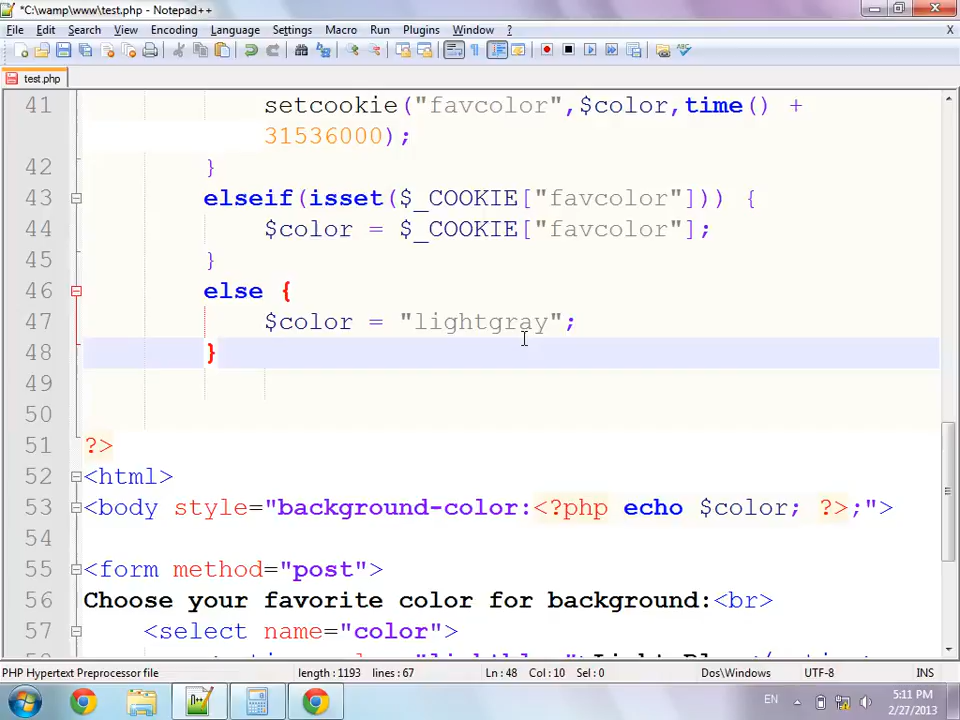 *C:\wamp\www\test.php - Notepad++
File Edit Search View Encoding Language Settings Macro Run Plugins Window ? X
test.php
41 setcookie("favcolor",$color,time() +
31536000);
42 }
43 elseif(isset($_COOKIE["favcolor"])) {
44 $color = $_COOKIE["favcolor"];
45 }
46 else {
47 $color = "lightgray";
48 }
49
50
51 ?>
52 <html>
53 <body style="background-color:<?php echo $color; ?>;">
54
55 <form method="post">
56 Choose your favorite color for background:<br>
57 <select name="color">
PHP Hypertext Preprocessor file length : 1193 lines : 67 Ln : 48 Col : 10 Sel : 0 Dos\Windows UTF-8 INS
EN
5:11 PM
2/27/2013